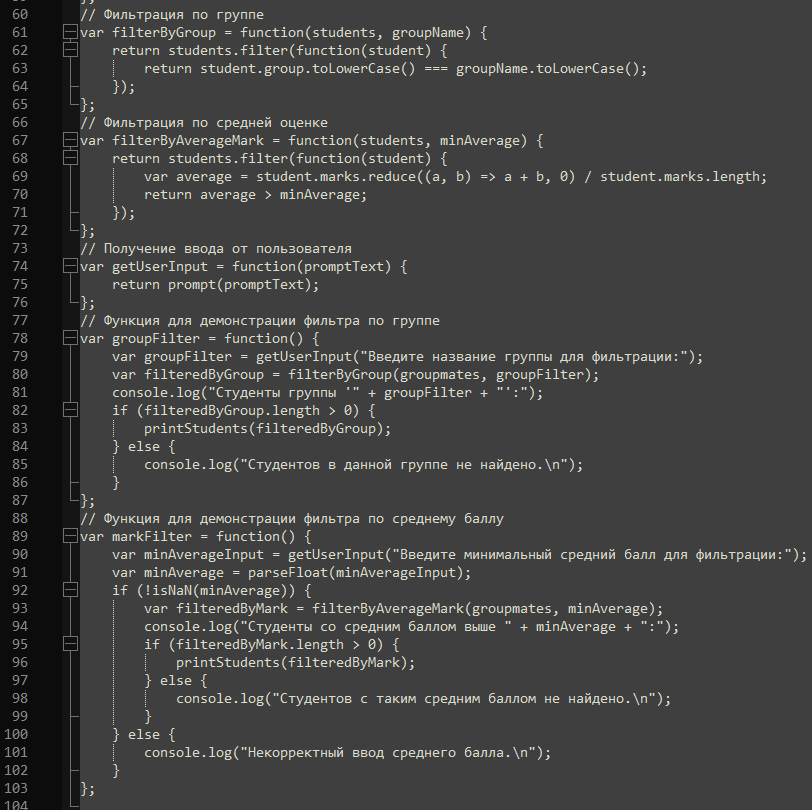 60 // Фильтрация по группе
61 var filterByGroup = function(students, groupName) {
62     return students.filter(function(student) {
63         return student.group.toLowerCase() === groupName.toLowerCase();
64     });
65 };
66 // Фильтрация по средней оценке
67 var filterByAverageMark = function(students, minAverage) {
68     return students.filter(function(student) {
69         var average = student.marks.reduce((a, b) => a + b, 0) / student.marks.length;
70         return average > minAverage;
71     });
72 };
73 // Получение ввода от пользователя
74 var getUserInput = function(promptText) {
75     return prompt(promptText);
76 };
77 // Функция для демонстрации фильтра по группе
78 var groupFilter = function() {
79     var groupFilter = getUserInput("Введите название группы для фильтрации:");
80     var filteredByGroup = filterByGroup(groupmates, groupFilter);
81     console.log("Студенты группы '" + groupFilter + "':");
82     if (filteredByGroup.length > 0) {
83         printStudents(filteredByGroup);
84     } else {
85         console.log("Студентов в данной группе не найдено.\n");
86     }
87 };
88 // Функция для демонстрации фильтра по среднему баллу
89 var markFilter = function() {
90     var minAverageInput = getUserInput("Введите минимальный средний балл для фильтрации:");
91     var minAverage = parseFloat(minAverageInput);
92     if (!isNaN(minAverage)) {
93         var filteredByMark = filterByAverageMark(groupmates, minAverage);
94         console.log("Студенты со средним баллом выше " + minAverage + ":");
95         if (filteredByMark.length > 0) {
96             printStudents(filteredByMark);
97         } else {
98             console.log("Студентов с таким средним баллом не найдено.\n");
99         }
100     } else {
101         console.log("Некорректный ввод среднего балла.\n");
102     }
103 };
104